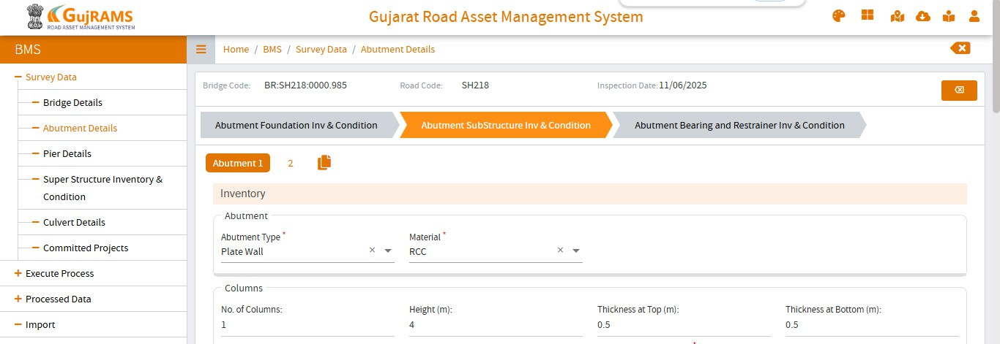 GujRAMS
ROAD ASSET MANAGEMENT SYSTEM
Gujarat Road Asset Management System
BMS
Home / BMS / Survey Data / Abutment Details
Survey Data
Bridge Details
Abutment Details
Pier Details
Super Structure Inventory &
Condition
Culvert Details
Committed Projects
Execute Process
Processed Data
Import
Bridge Code: BR:SH218:0000.985 Road Code: SH218 Inspection Date: 11/06/2025
Abutment Foundation Inv & Condition Abutment SubStructure Inv & Condition Abutment Bearing and Restrainer Inv & Condition
Abutment 1 2
Inventory
Abutment
Abutment Type * Material *
Plate Wall × RCC ×
Columns
No. of Columns: Height (m): Thickness at Top (m): Thickness at Bottom (m):
1 4 0.5 0.5
*